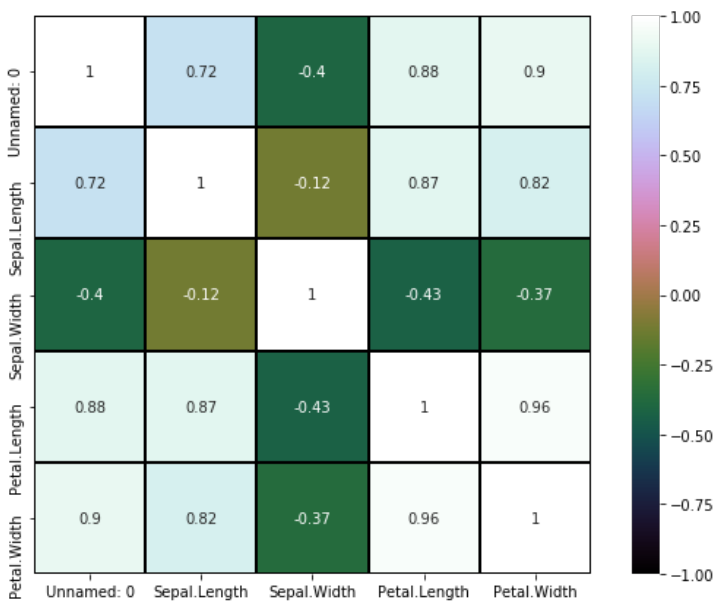 Unnamed: 0
1 0.72 -0.4 0.88 0.9
Sepal.Length
0.72 1 -0.12 0.87 0.82
Sepal.Width
-0.4 -0.12 1 -0.43 -0.37
Petal.Length
0.88 0.87 -0.43 1 0.96
Petal.Width
0.9 0.82 -0.37 0.96 1
Unnamed: 0 Sepal.Length Sepal.Width Petal.Length Petal.Width
1.00
0.75
0.50
0.25
0.00
−0.25
−0.50
−0.75
−1.00